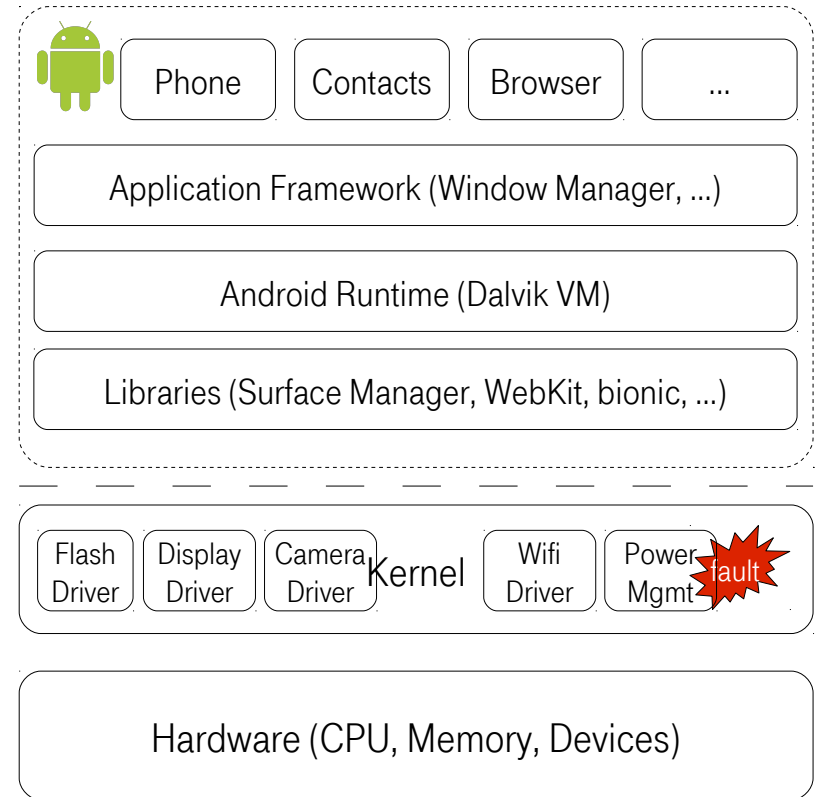 Phone
Contacts
Browser
...
Application Framework (Window Manager, ...)
Android Runtime (Dalvik VM)
Libraries (Surface Manager, WebKit, bionic, ...)
Flash
Driver
Display
Driver
Camera
Driver
Kernel
Wifi
Driver
Power
Mgmt
fault
Hardware (CPU, Memory, Devices)